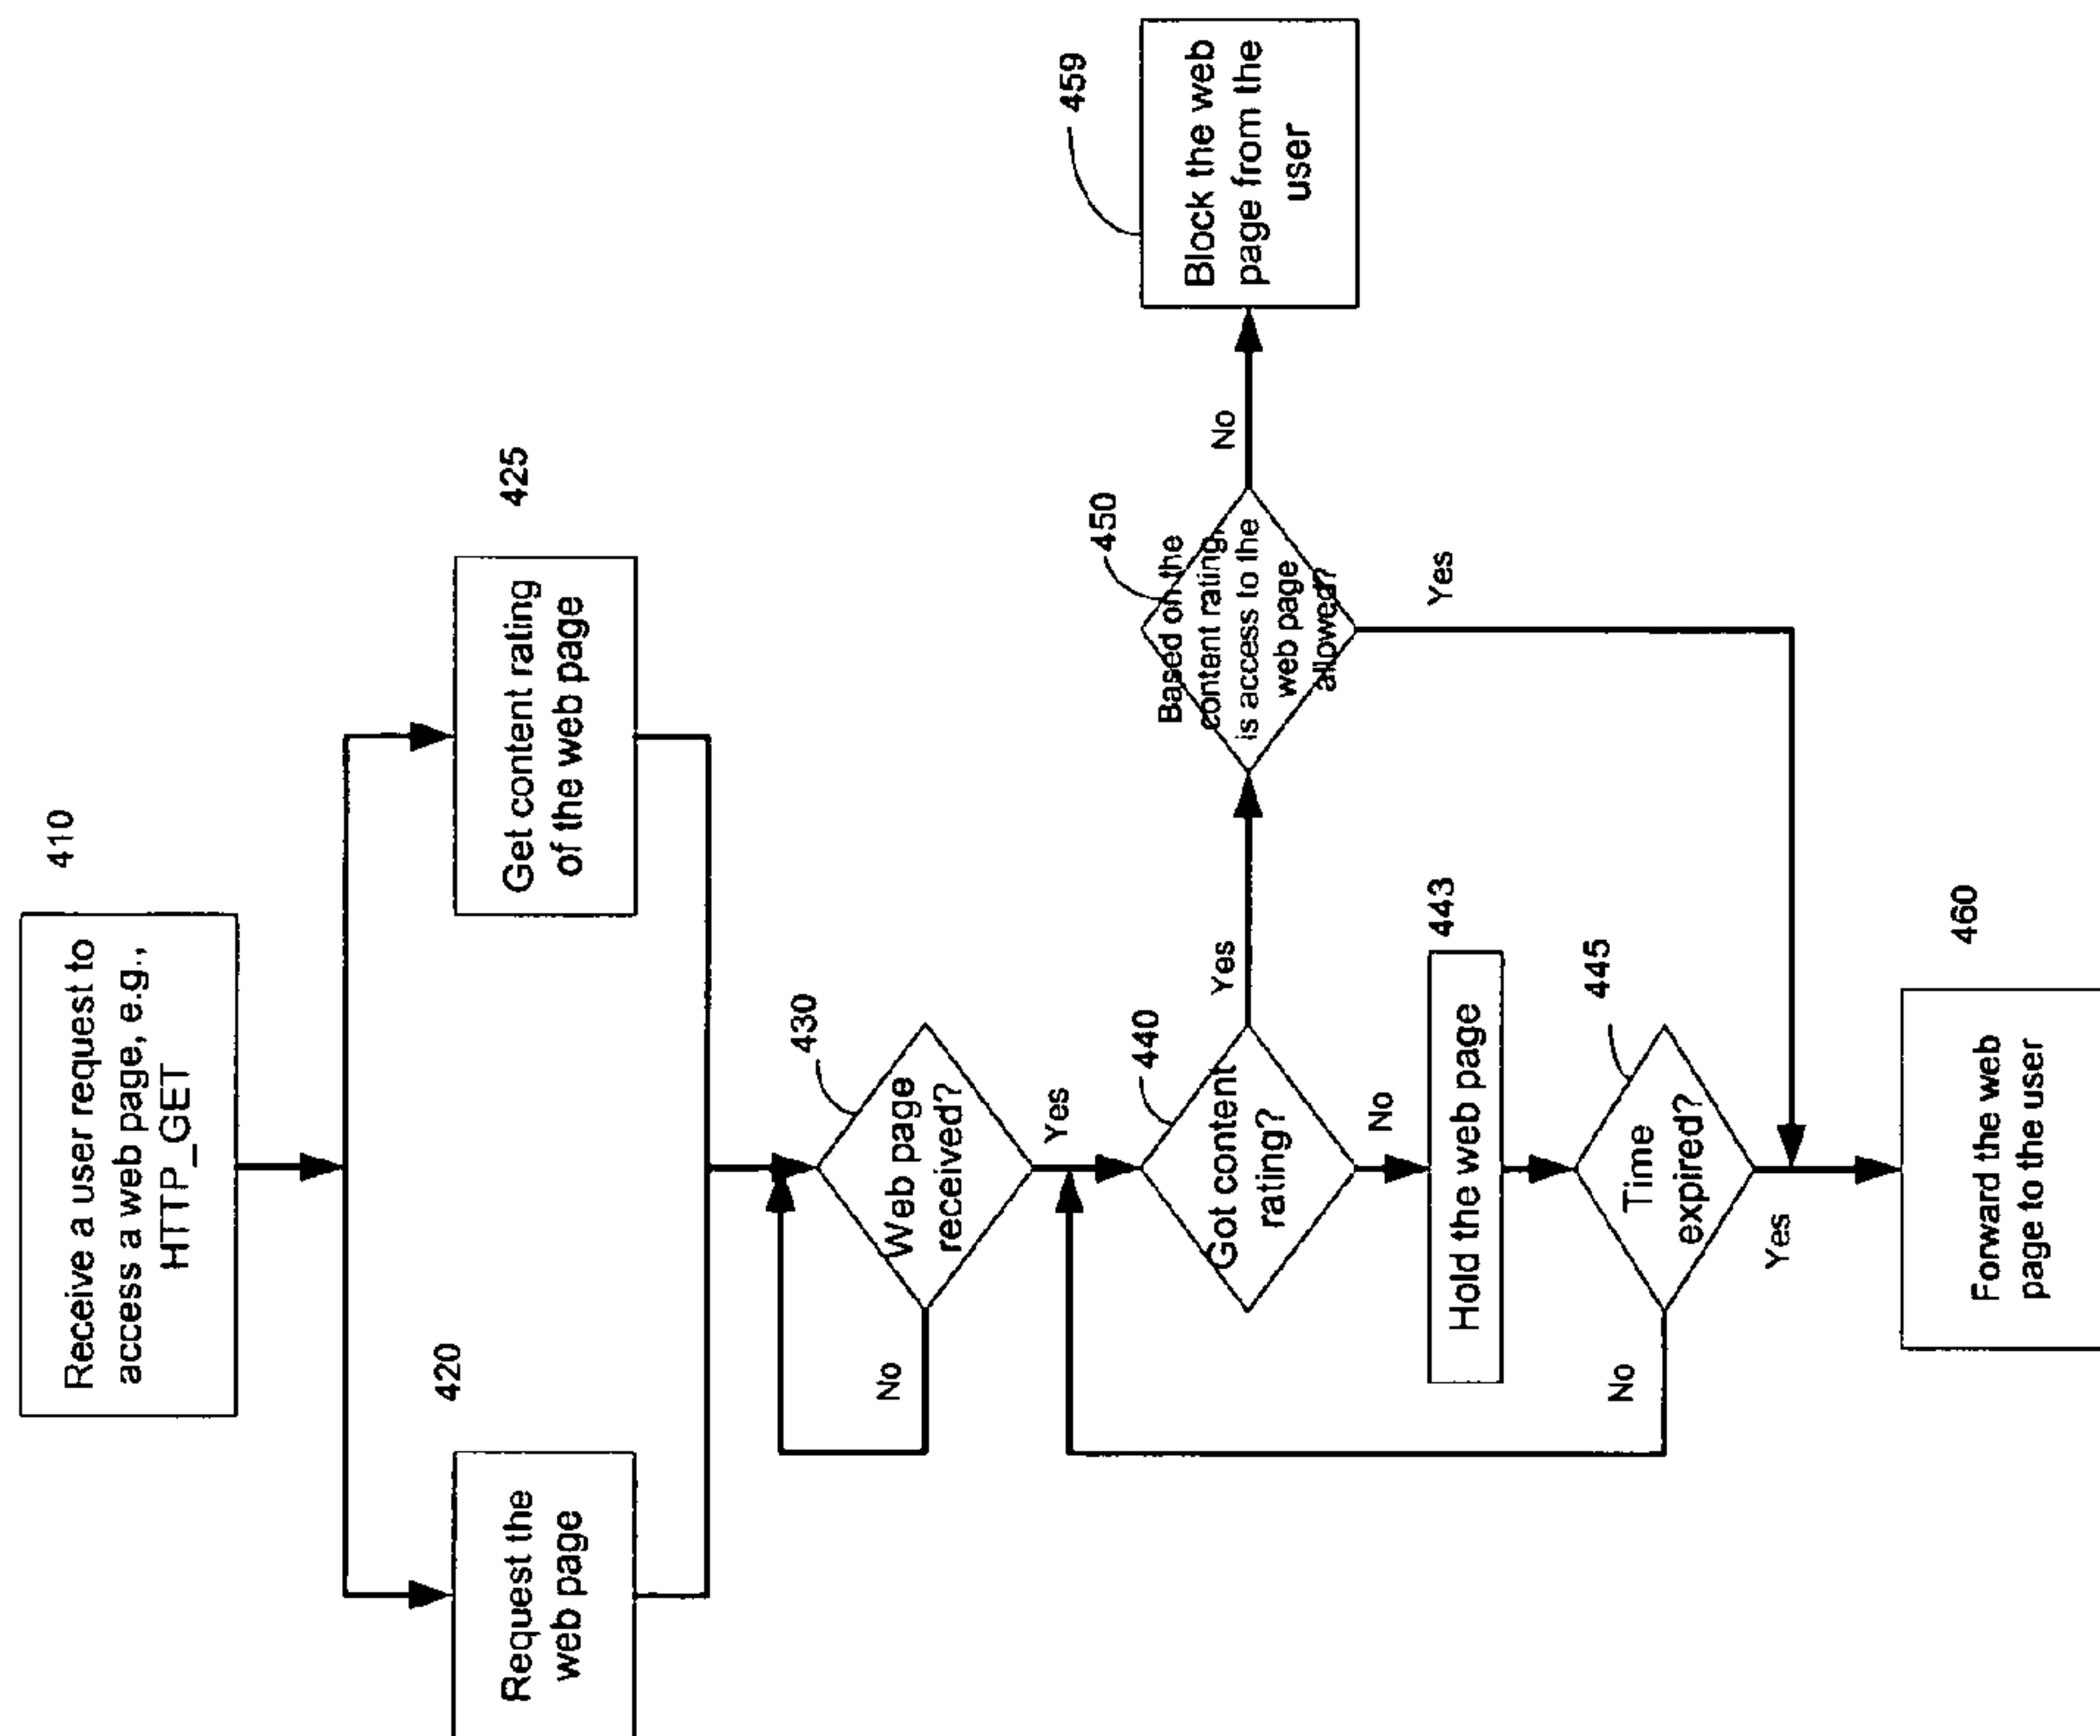 410
Receive a user request to
access a web page, e.g.,
HTTP_GET
420
Request the
web page
425
Get content rating
of the web page
430
Web page
received?
No
Yes
440
Got content
rating?
Yes
No
450
Based on the
content rating,
is access to the
web page
allowed?
No
Yes
459
Block the web
page from the
user
443
Hold the web page
445
Time
expired?
No
Yes
460
Forward the web
page to the user